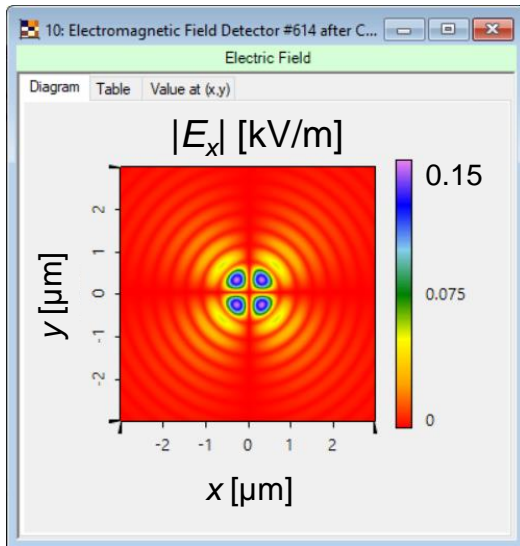 10: Electromagnetic Field Detector #614 after C...
Electric Field
Diagram Table Value at (x,y)
|Eₓ| [kV/m]
0.15
0.075
0
y [µm]
2
1
0
-1
-2
-2 -1 0 1 2
x [µm]